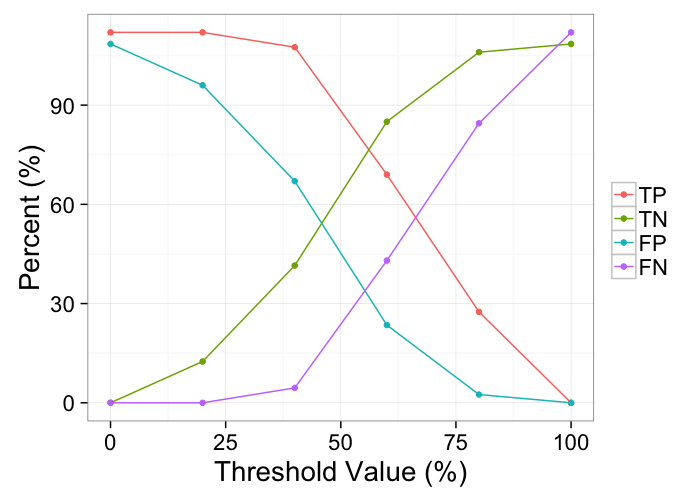 Percent (%)
90
60
30
0
0 25 50 75 100
Threshold Value (%)
TP
TN
FP
FN